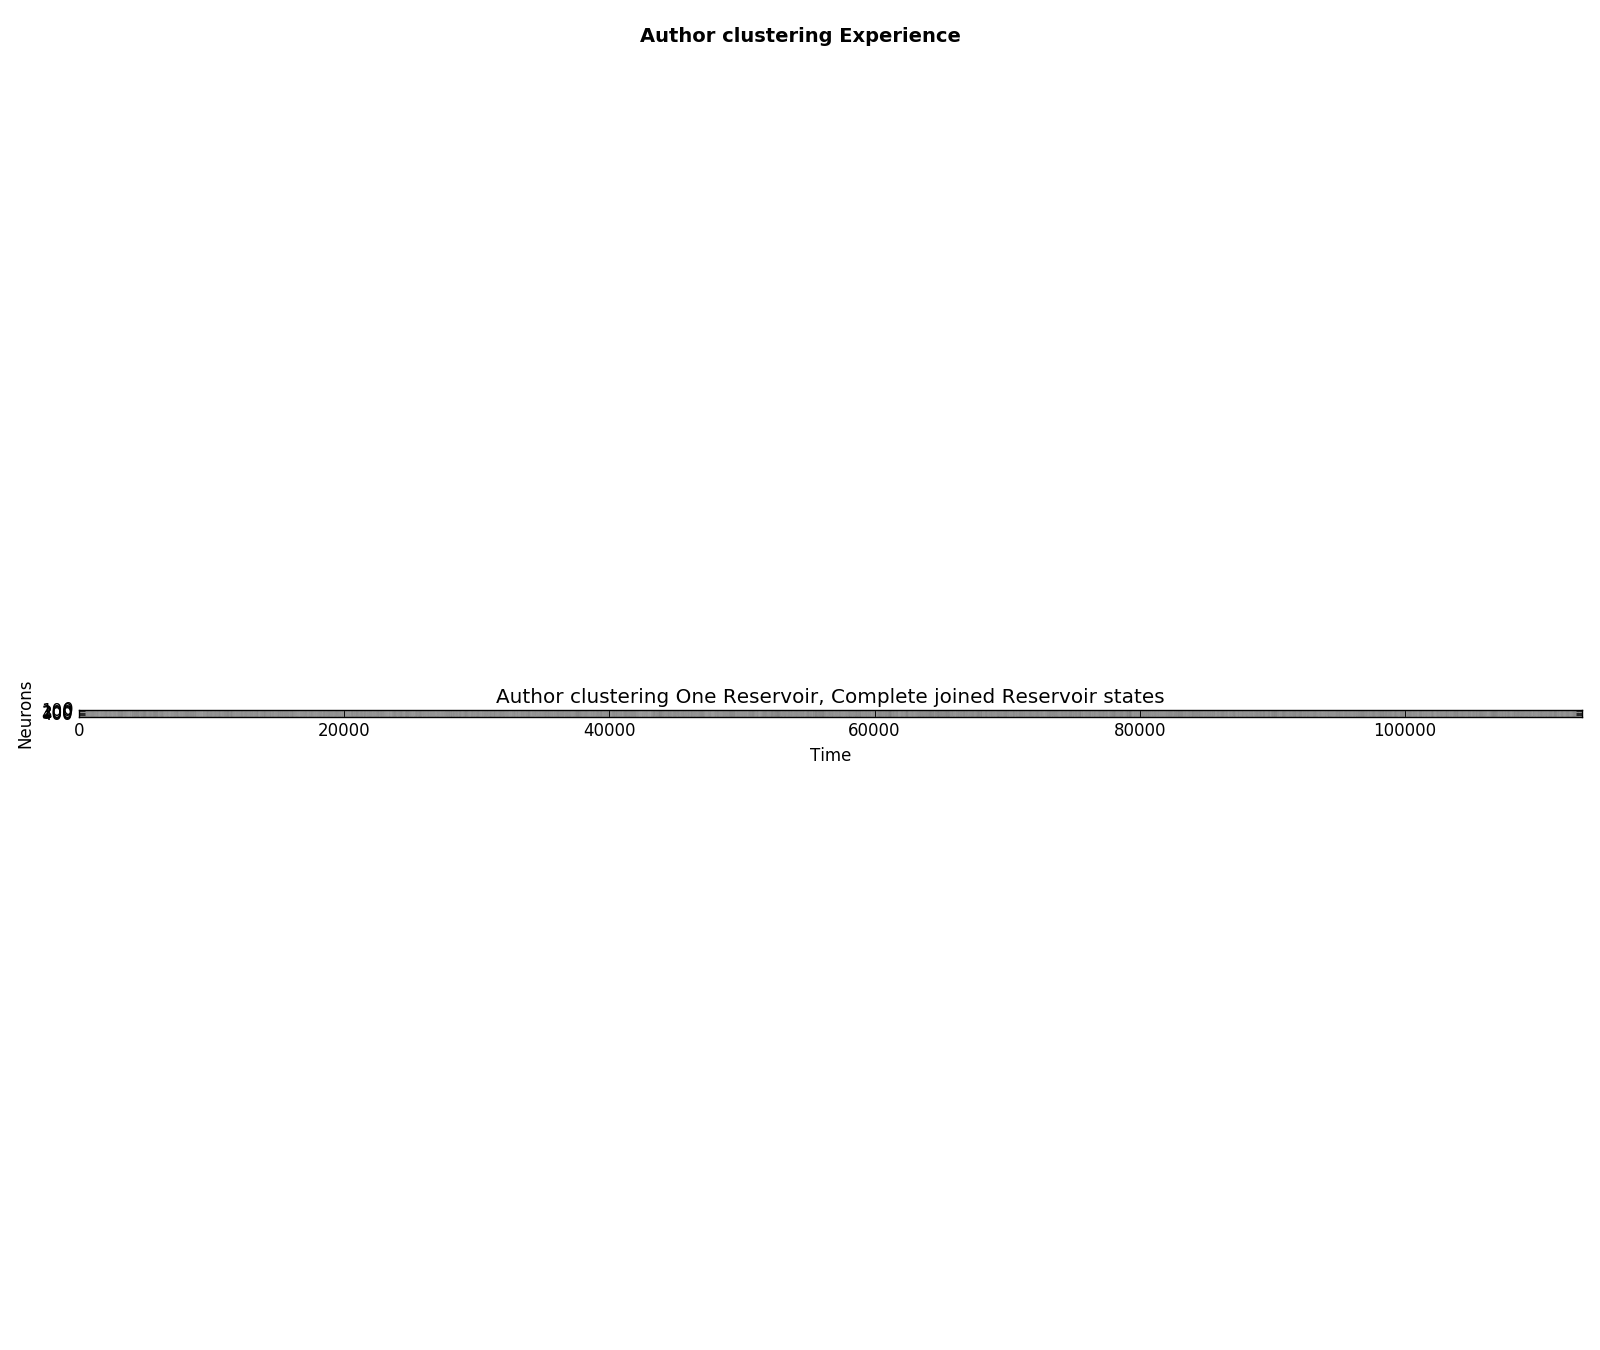 Author clustering Experience
Author clustering One Reservoir, Complete joined Reservoir states
Neurons
0 20000 40000 60000 80000 100000
Time